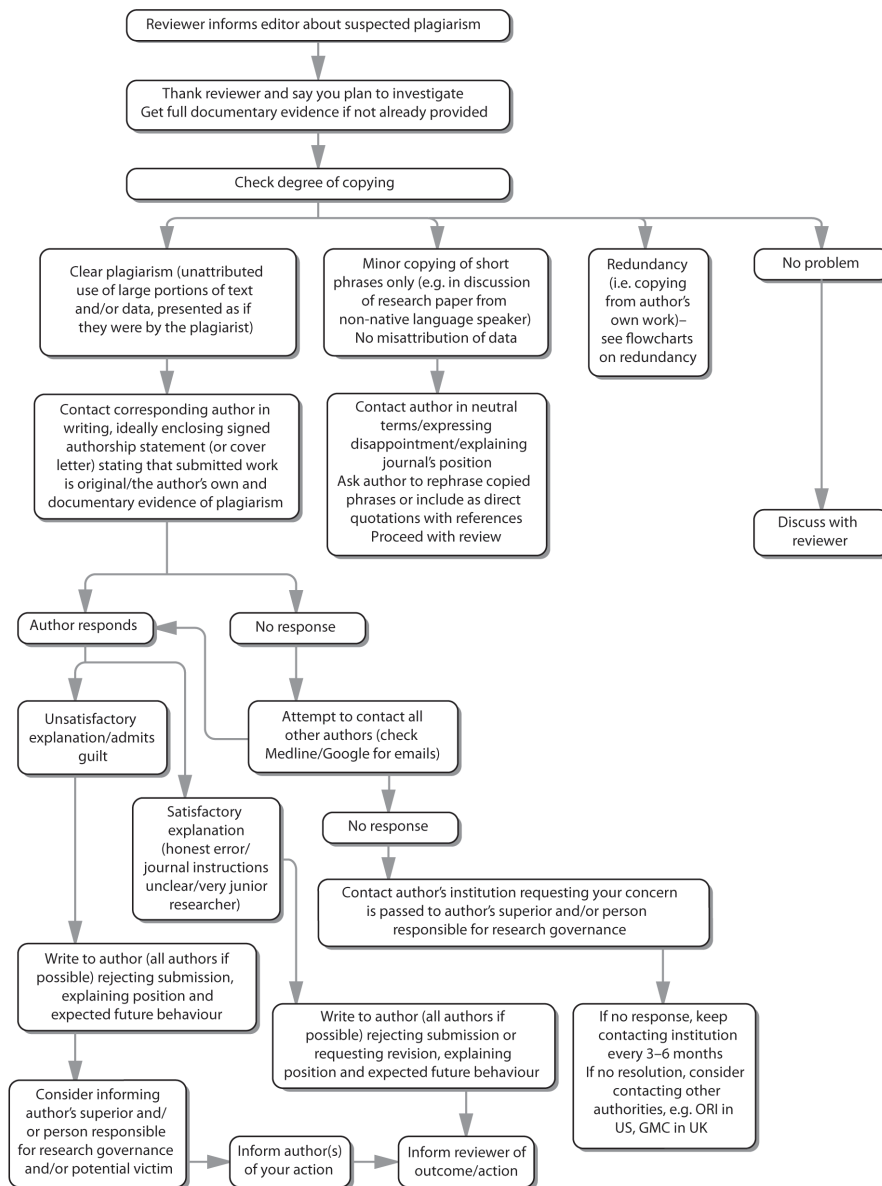 Reviewer informs editor about suspected plagiarism
Thank reviewer and say you plan to investigate
Get full documentary evidence if not already provided
Check degree of copying
Clear plagiarism (unattributed
use of large portions of text
and/or data, presented as if
they were by the plagiarist)
Minor copying of short
phrases only (e.g. in discussion
of research paper from
non-native language speaker)
No misattribution of data
Redundancy
(i.e. copying
from author's
own work)–
see flowcharts
on redundancy
No problem
Contact corresponding author in
writing, ideally enclosing signed
authorship statement (or cover
letter) stating that submitted work
is original/the author's own and
documentary evidence of plagiarism
Contact author in neutral
terms/expressing
disappointment/explaining
journal's position
Ask author to rephrase copied
phrases or include as direct
quotations with references
Proceed with review
Discuss with
reviewer
Author responds
No response
Unsatisfactory
explanation/admits
guilt
Attempt to contact all
other authors (check
Medline/Google for emails)
Satisfactory
explanation
(honest error/
journal instructions
unclear/very junior
researcher)
No response
Contact author's institution requesting your concern
is passed to author's superior and/or person
responsible for research governance
Write to author (all authors if
possible) rejecting submission,
explaining position and
expected future behaviour
Write to author (all authors if
possible) rejecting submission or
requesting revision, explaining
position and expected future behaviour
If no response, keep
contacting institution
every 3–6 months
If no resolution, consider
contacting other
authorities, e.g. ORI in
US, GMC in UK
Consider informing
author's superior and/
or person responsible
for research governance
and/or potential victim
Inform author(s)
of your action
Inform reviewer of
outcome/action